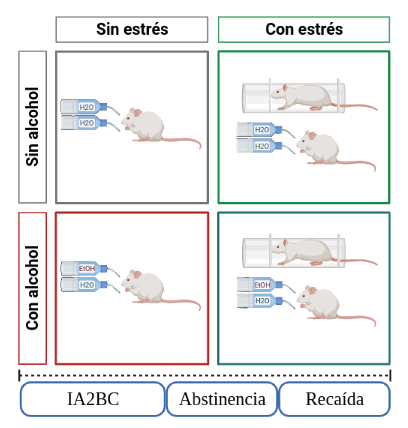 Sin estrés
Con estrés
Sin alcohol
H2O
H2O
H2O
H2O
Con alcohol
EtOH
H2O
EtOH
H2O
IA2BC
Abstinencia
Recaída